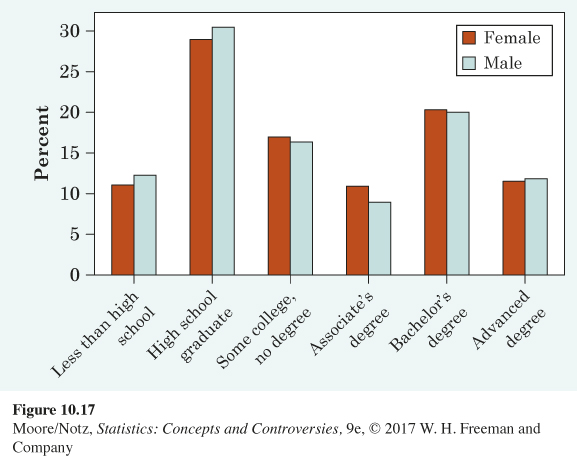 30
25
20
15
10
5
0
Percent
Female
Male
Less than high
school
High school
graduate
Some college,
no degree
Associate's
degree
Bachelor's
degree
Advanced
degree
Figure 10.17
Moore/Notz, Statistics: Concepts and Controversies, 9e, © 2017 W. H. Freeman and
Company